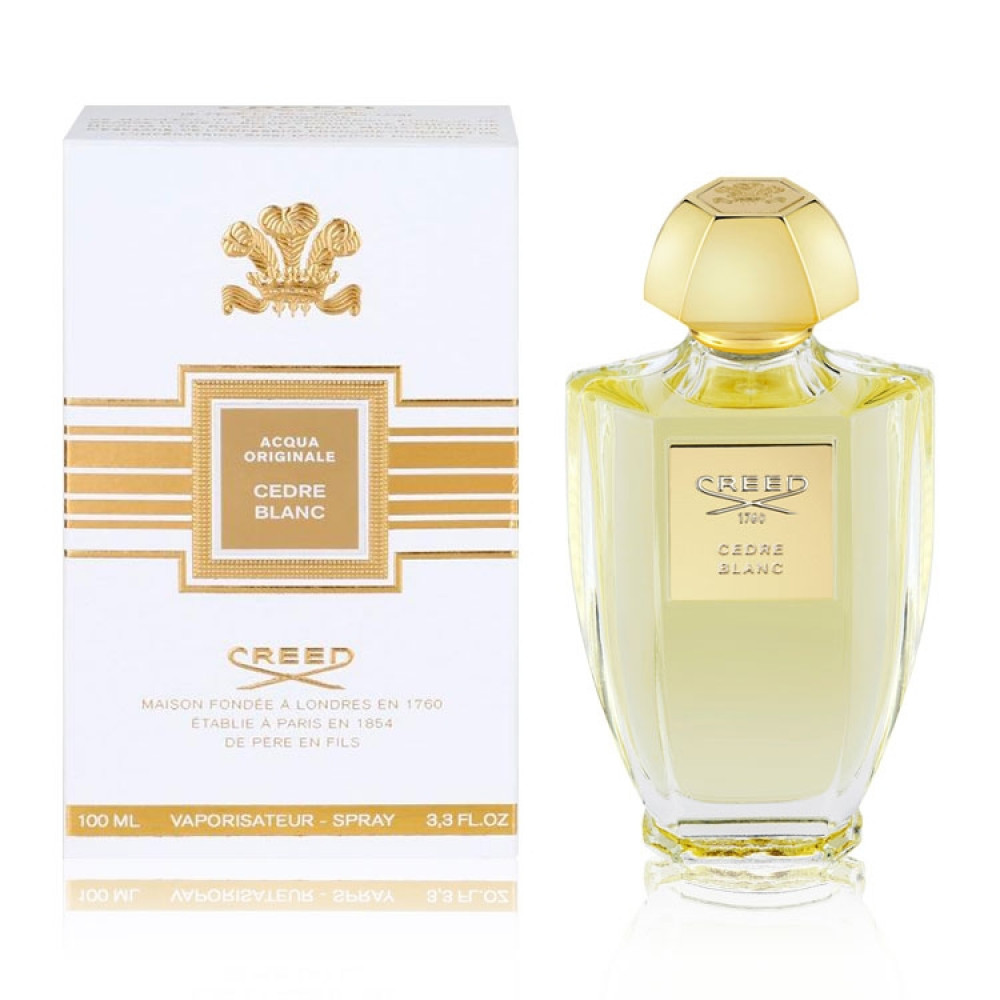 CREED
ACQUA
ORIGINALE
CEDRE
BLANC
CREED
MAISON FONDÉE À LONDRES EN 1760
ÉTABLIE À PARIS EN 1854
DE PÈRE EN FILS
100 ML VAPORISATEUR - SPRAY 3,3 FL.OZ
CREED
1760
CEDRE
BLANC